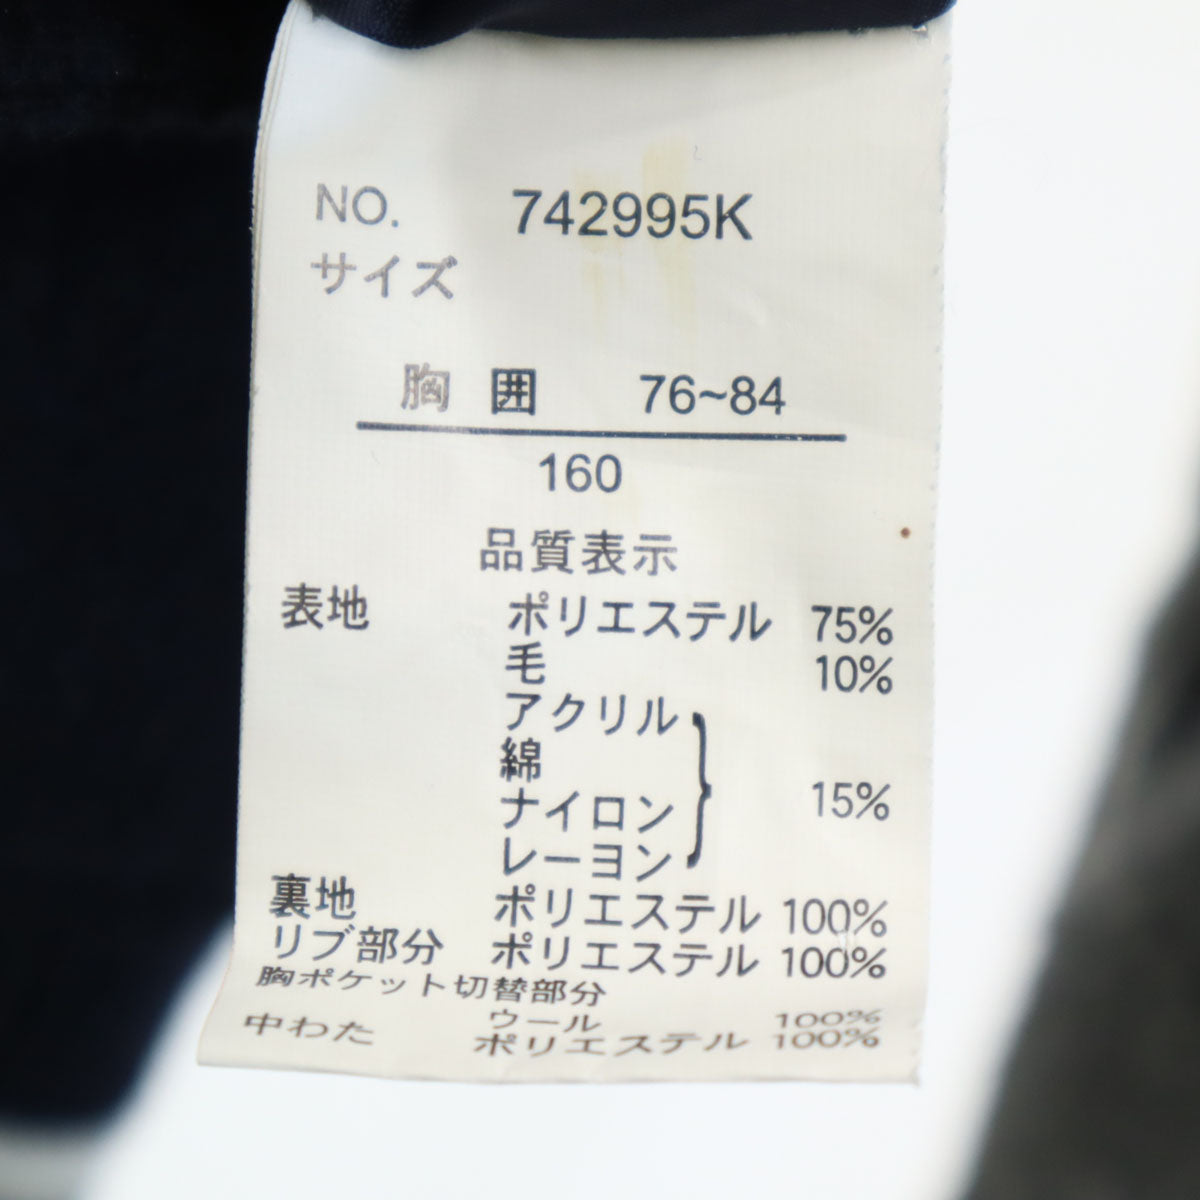 NO. 742995K
サイズ
胸 囲 76~84
160
品質表示
表地 ポリエステル 75%
毛 10%
アクリル
綿
ナイロン } 15%
レーヨン
裏地 ポリエステル 100%
リブ部分 ポリエステル 100%
胸ポケット切替部分
ウール 100%
中わた ポリエステル 100%